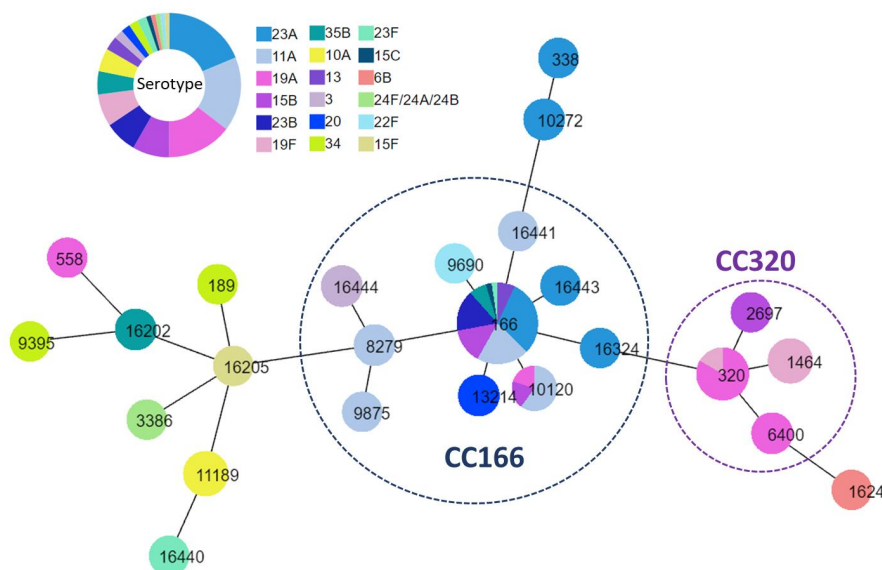 Serotype
23A 35B 23F
11A 10A 15C
19A 13 6B
15B 3 24F/24A/24B
23B 20 22F
19F 34 15F
338
10272
16441
CC166
9690
16443
16444
166
8279
16324
9875
13214
10120
CC320
2697
320
1464
6400
1624
558
189
9395
16202
16205
3386
11189
16440